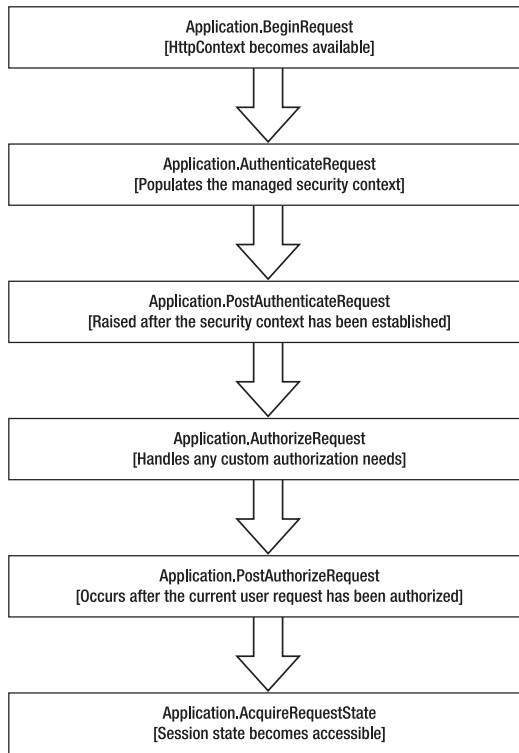 Application.BeginRequest
[HttpContext becomes available]
Application.AuthenticateRequest
[Populates the managed security context]
Application.PostAuthenticateRequest
[Raised after the security context has been established]
Application.AuthorizeRequest
[Handles any custom authorization needs]
Application.PostAuthorizeRequest
[Occurs after the current user request has been authorized]
Application.AcquireRequestState
[Session state becomes accessible]